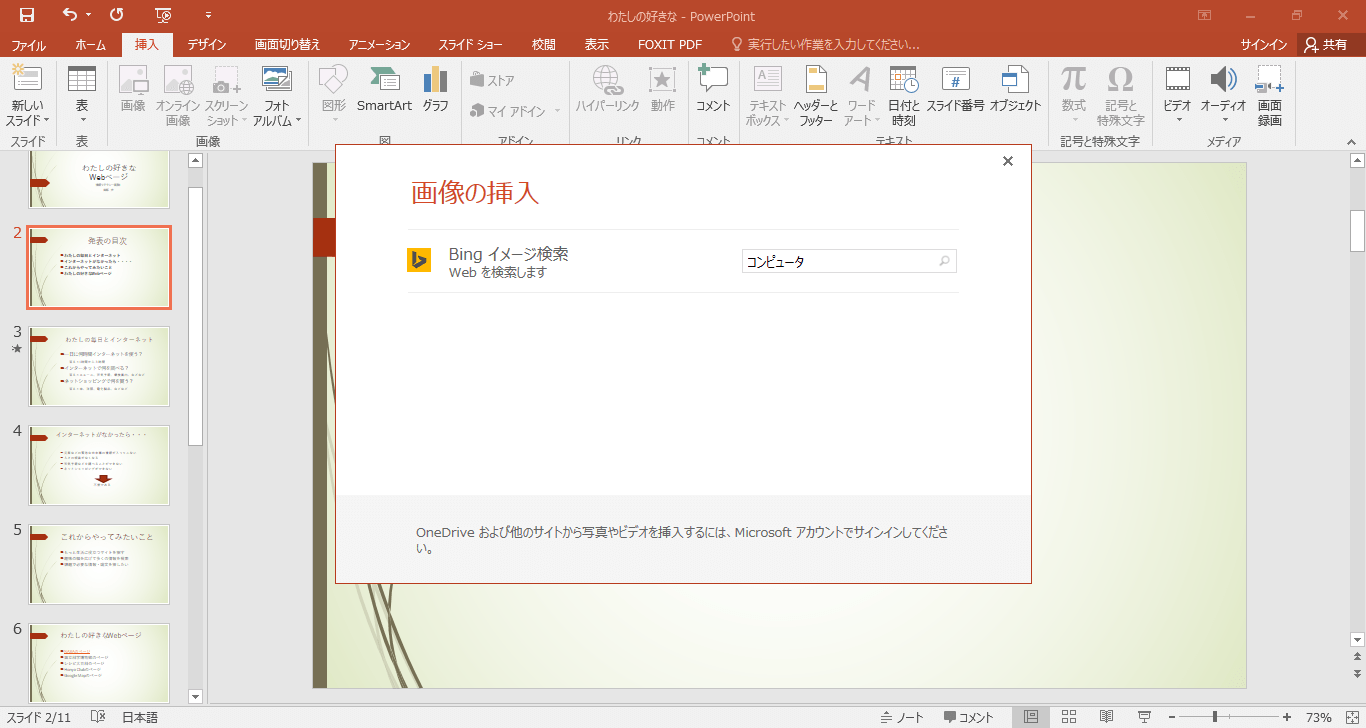 わたしの好きな - PowerPoint
ファイル ホーム 挿入 デザイン 画面切り替え アニメーション スライド ショー 校閲 表示 FOXIT PDF 実行したい作業を入力してください... サインイン 共有
新しい スライド 表 画像 オンライン 画像 スクリーン ショット フォト アルバム 図形 SmartArt グラフ ストア マイ アドイン ハイパーリンク 動作 コメント テキスト ボックス ヘッダーと フッター ワード アート 日付と 時刻 スライド番号 オブジェクト 数式 記号と 特殊文字 ビデオ オーディオ 画面 録画
スライド 表 画像 図 アドイン リンク コメント テキスト 記号と特殊文字 メディア
わたしの好きな
Webページ
2
発表の目次
わたしの毎日とインターネット
インターネットがなかったら・・・・
これからやってみたいこと
わたしの好きなWebページ
3
わたしの毎日とインターネット
一日に何時間インターネットを使う？
インターネットで何を調べる？
ネットショッピングで何を買う？
4
インターネットがなかったら・・・
5
これからやってみたいこと
6
わたしの好きなWebページ
画像の挿入
Bing イメージ検索
Web を検索します
コンピュータ
OneDrive および他のサイトから写真やビデオを挿入するには、Microsoft アカウントでサインインしてくださ
い。
スライド 2/11 日本語 ノート コメント 73%